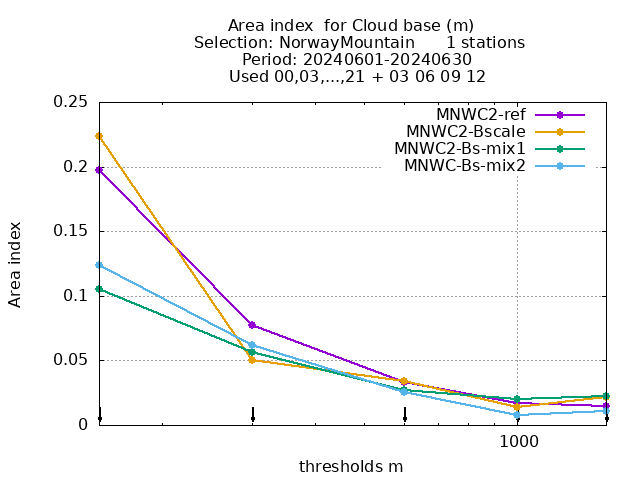 Area index  for Cloud base (m)
Selection: NorwayMountain      1 stations
Period: 20240601-20240630
Used 00,03,...,21 + 03 06 09 12
0.25
0.2
0.15
0.1
0.05
0
Area index
MNWC2-ref
MNWC2-Bscale
MNWC2-Bs-mix1
MNWC-Bs-mix2
1000
thresholds m